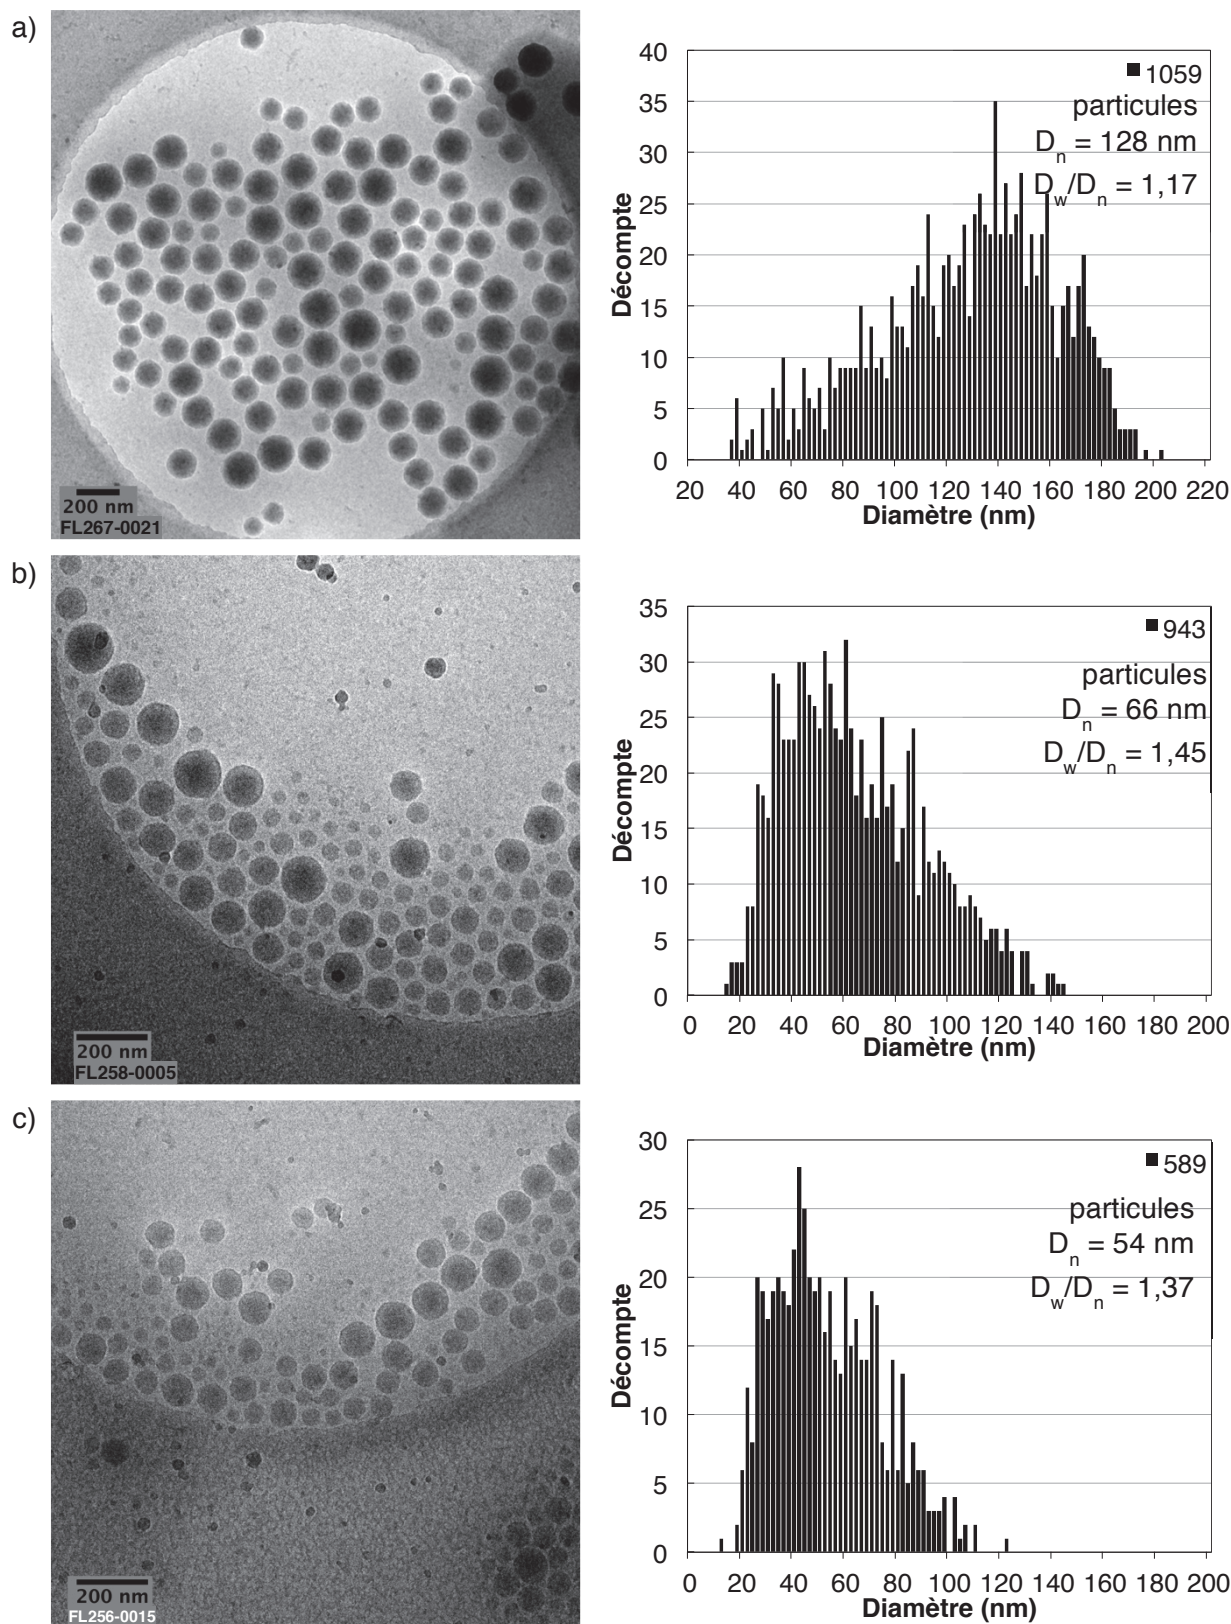 a)
200 nm
FL267-0021
40
35
30
25
20
15
10
5
0
Décompte
■ 1059
particules
Dn = 128 nm
Dw/Dn = 1,17
20 40 60 80 100 120 140 160 180 200 220
Diamètre (nm)
b)
200 nm
FL258-0005
35
30
25
20
15
10
5
0
Décompte
■ 943
particules
Dn = 66 nm
Dw/Dn = 1,45
0 20 40 60 80 100 120 140 160 180 200
Diamètre (nm)
c)
200 nm
FL256-0015
30
25
20
15
10
5
0
Décompte
■ 589
particules
Dn = 54 nm
Dw/Dn = 1,37
0 20 40 60 80 100 120 140 160 180 200
Diamètre (nm)